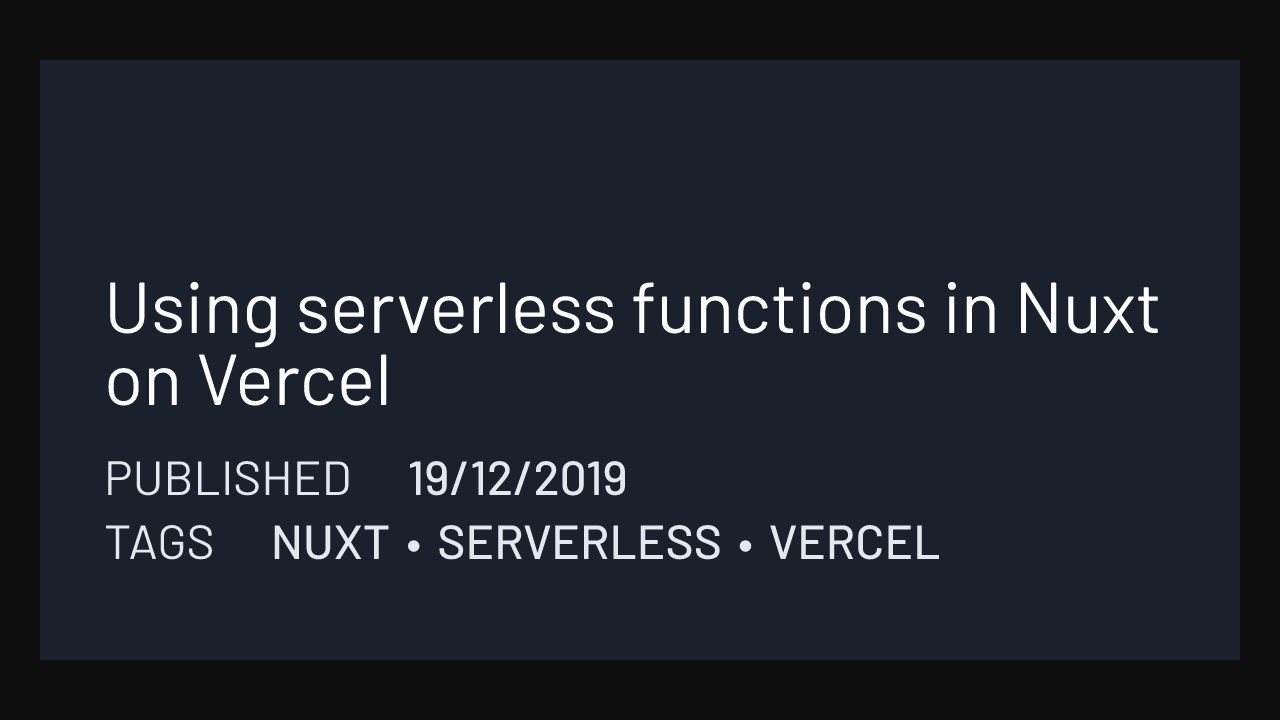 Using serverless functions in Nuxt
on Vercel
PUBLISHED 19/12/2019
TAGS NUXT • SERVERLESS • VERCEL